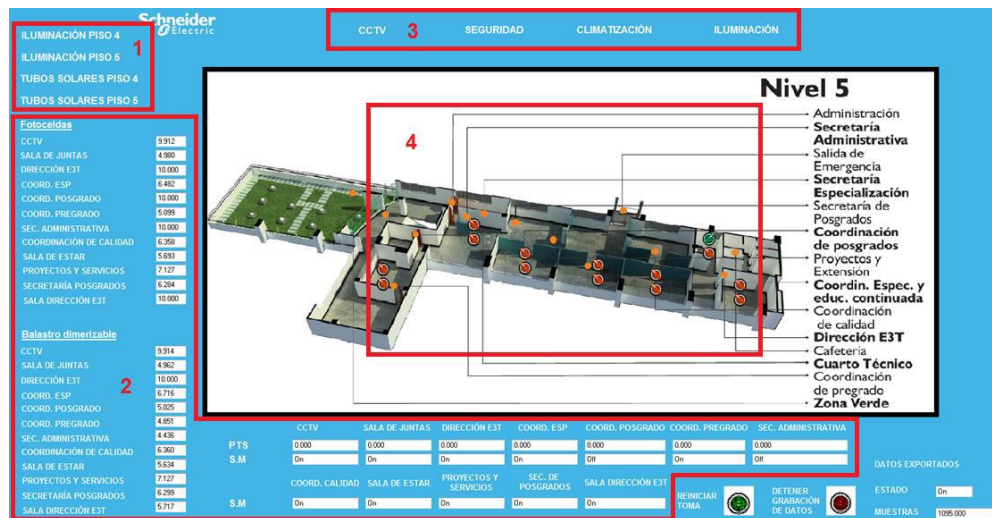 Schneider
Electric
ILUMINACIÓN PISO 4
ILUMINACIÓN PISO 5
TUBOS SOLARES PISO 4
TUBOS SOLARES PISO 5
1
CCTV 3 SEGURIDAD CLIMATIZACIÓN ILUMINACIÓN
Fotoceldas
CCTV 9.912
SALA DE JUNTAS 4.980
DIRECCIÓN E3T 10.000
COORD. ESP 6.482
COORD. POSGRADO 10.000
COORD. PREGRADO 5.099
SEC. ADMINISTRATIVA 10.000
COORDINACIÓN DE CALIDAD 6.358
SALA DE ESTAR 5.693
PROYECTOS Y SERVICIOS 7.127
SECRETARÍA POSGRADOS 6.284
SALA DIRECCIÓN E3T 10.000
Balastro dimerizable
CCTV 9.914
SALA DE JUNTAS 4.962
DIRECCIÓN E3T 10.000
COORD. ESP 6.716
COORD. POSGRADO 5.025
COORD. PREGRADO 4.851
SEC. ADMINISTRATIVA 4.436
COORDINACIÓN DE CALIDAD 6.360
SALA DE ESTAR 5.634
PROYECTOS Y SERVICIOS 7.127
SECRETARÍA POSGRADOS 6.299
SALA DIRECCIÓN E3T 5.717
2
Nivel 5
4
Administración
Secretaría
Administrativa
Salida de
Emergencia
Secretaría
Especialización
Secretaría de
Posgrados
Coordinación
de posgrados
Proyectos y
Extensión
Coordin. Espec. y
educ. continuada
Coordinación
de calidad
Dirección E3T
Cafetería
Cuarto Técnico
Coordinación
de pregrado
Zona Verde
CCTV SALA DE JUNTAS DIRECCIÓN E3T COORD. ESP COORD. POSGRADO COORD. PREGRADO SEC. ADMINISTRATIVA
PTS 0.000 0.000 0.000 0.000 0.000 0.000 0.000
S.M On On On On Off On Off
COORD. CALIDAD SALA DE ESTAR PROYECTOS Y SERVICIOS SEC. DE POSGRADOS SALA DIRECCIÓN E3T
S.M On On On On On
REINICIAR
TOMA
DETENER
GRABACIÓN
DE DATOS
DATOS EXPORTADOS
ESTADO On
MUESTRAS 1095.000